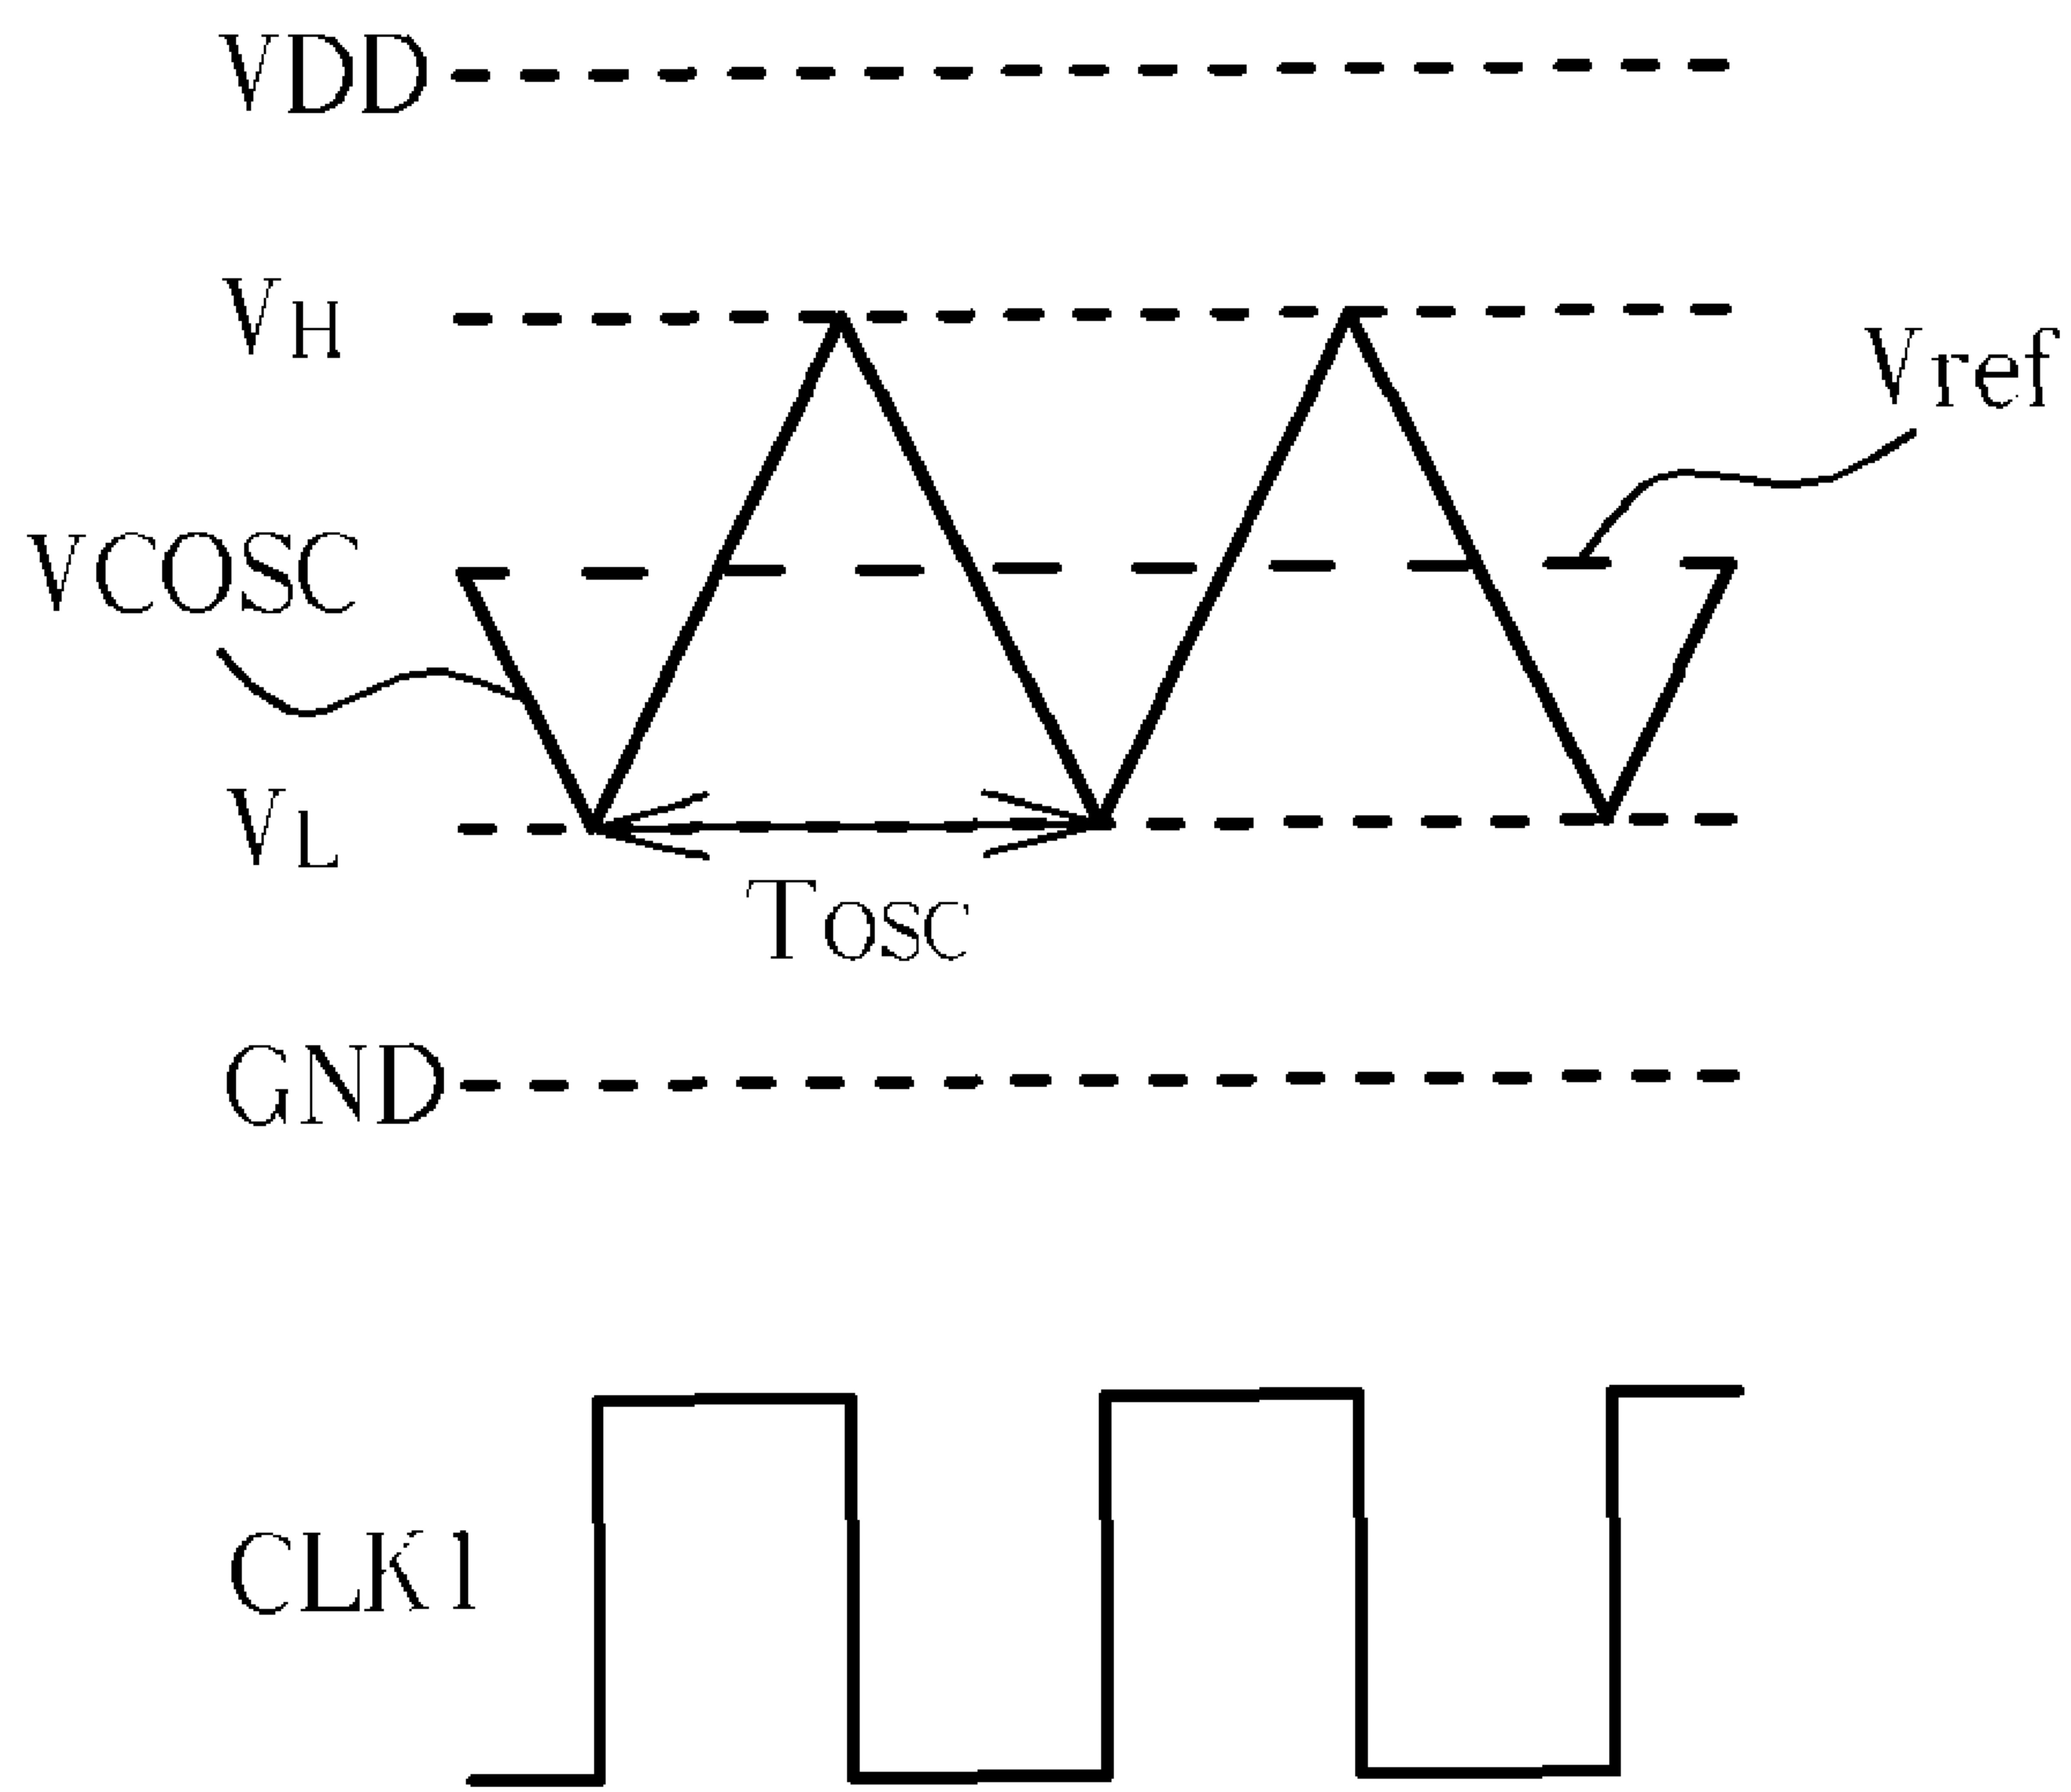 VDD
VH
Vref
VCOSC
VL
TOSC
GND
CLK1